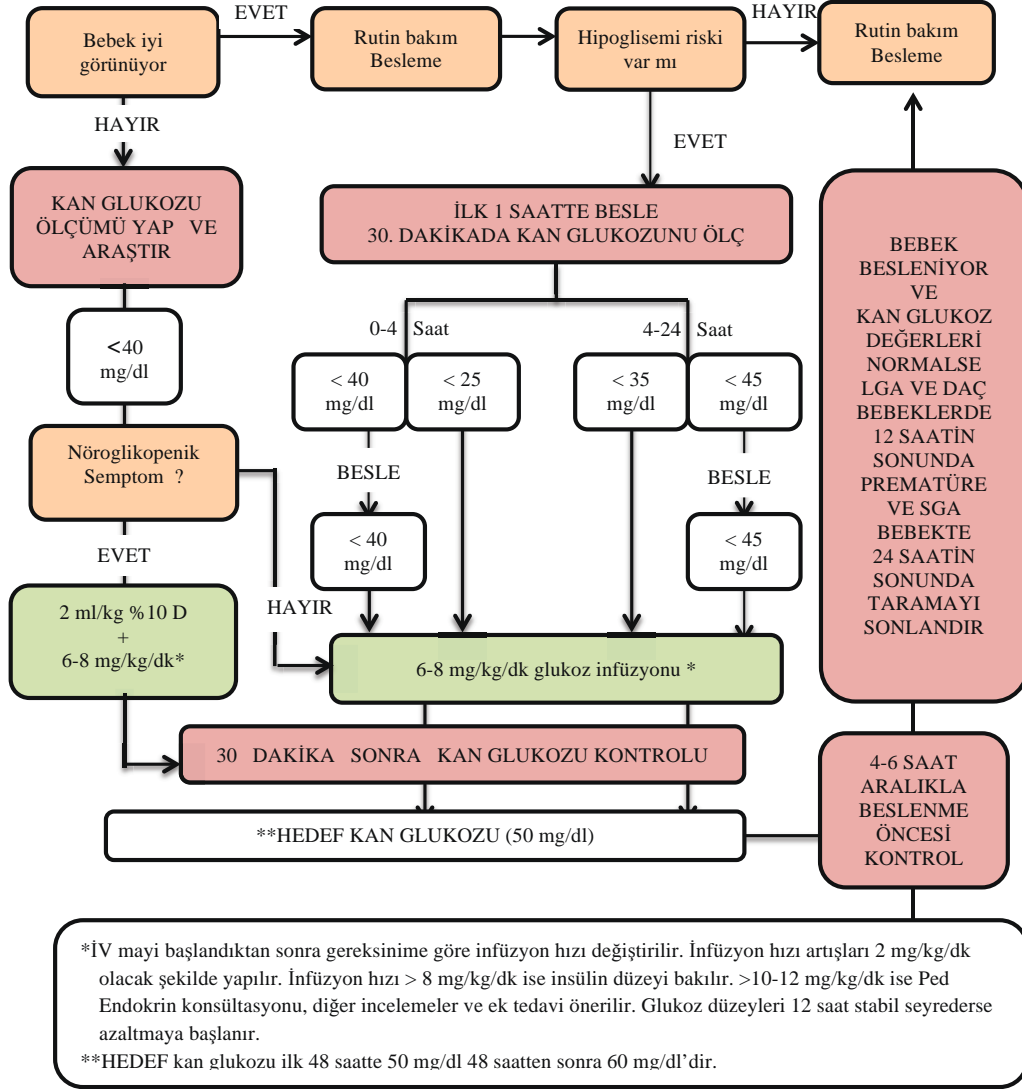 EVET
HAYIR
Bebek iyi
görünüyor
Rutin bakım
Besleme
Hipoglisemi riski
var mı
Rutin bakım
Besleme
HAYIR
EVET
KAN GLUKOZU
ÖLÇÜMÜ YAP VE
ARAŞTIR
İLK 1 SAATTE BESLE
30. DAKİKADA KAN GLUKOZUNU ÖLÇ
<40
mg/dl
0-4 Saat
4-24 Saat
< 40
mg/dl
< 25
mg/dl
< 35
mg/dl
< 45
mg/dl
Nöroglikopenik
Semptom ?
BESLE
BESLE
< 40
mg/dl
< 45
mg/dl
EVET
HAYIR
2 ml/kg %10 D
+
6-8 mg/kg/dk*
6-8 mg/kg/dk glukoz infüzyonu *
30 DAKİKA SONRA KAN GLUKOZU KONTROLU
**HEDEF KAN GLUKOZU (50 mg/dl)
BEBEK
BESLENİYOR
VE
KAN GLUKOZ
DEĞERLERİ
NORMALSE
LGA VE DAÇ
BEBEKLERDE
12 SAATİN
SONUNDA
PREMATÜRE
VE SGA
BEBEKTE
24 SAATİN
SONUNDA
TARAMAYI
SONLANDIR
4-6 SAAT
ARALIKLA
BESLENME
ÖNCESİ
KONTROL
*İV mayi başlandıktan sonra gereksinime göre infüzyon hızı değiştirilir. İnfüzyon hızı artışları 2 mg/kg/dk
olacak şekilde yapılır. İnfüzyon hızı > 8 mg/kg/dk ise insülin düzeyi bakılır. >10-12 mg/kg/dk ise Ped
Endokrin konsültasyonu, diğer incelemeler ve ek tedavi önerilir. Glukoz düzeyleri 12 saat stabil seyrederse
azaltmaya başlanır.
**HEDEF kan glukozu ilk 48 saatte 50 mg/dl 48 saatten sonra 60 mg/dl’dir.